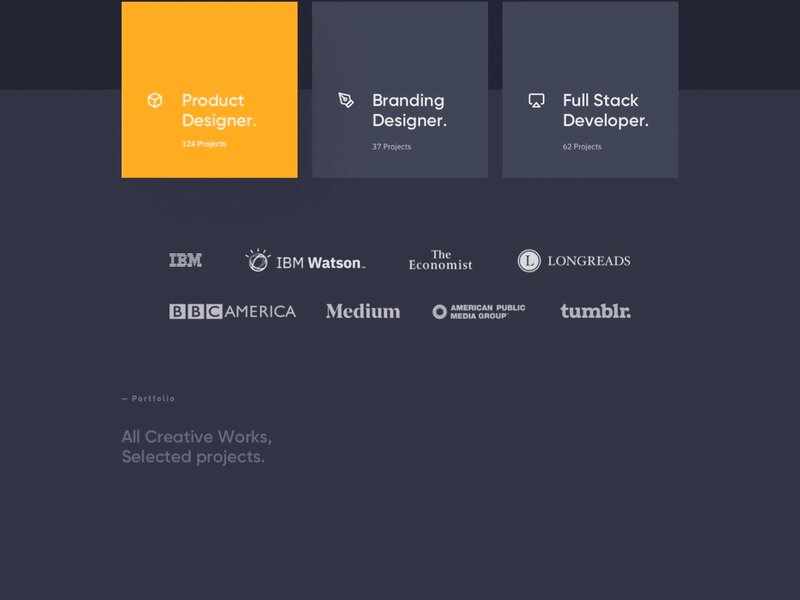 Product
Designer.
124 Projects
Branding
Designer.
37 Projects
Full Stack
Developer.
62 Projects
IBM
IBM Watson™
The
Economist
L LONGREADS
BBC AMERICA
Medium
AMERICAN PUBLIC
MEDIA GROUP
tumblr.
– Portfolio
All Creative Works,
Selected projects.